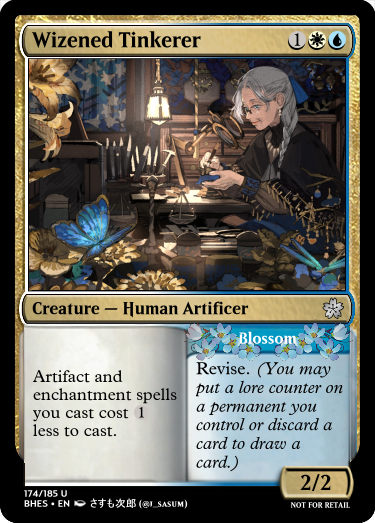 Wizened Tinkerer 1
Creature — Human Artificer
Artifact and
enchantment spells
you cast cost 1
less to cast.
Blossom
Revise. (You may
put a lore counter on
a permanent you
control or discard a
card to draw a
card.)
2/2
174/185 U
BHES • EN さすも次郎 (@J_SASUM)
NOT FOR RETAIL